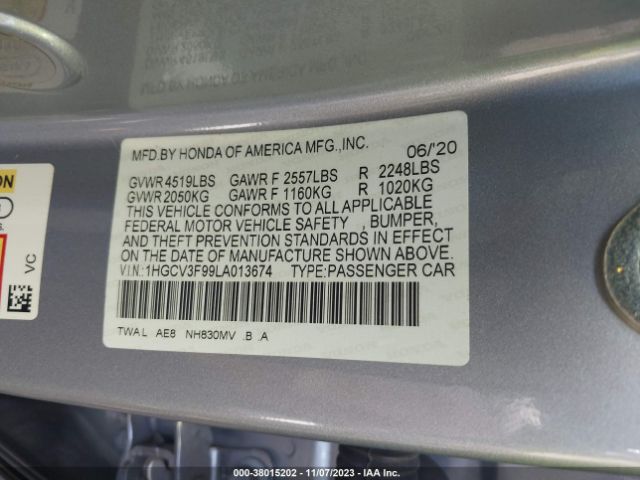 MFD.BY HONDA OF AMERICA MFG.,INC. 06/'20
GVWR 4519LBS GAWR F 2557LBS R 2248LBS
GVWR 2050KG GAWR F 1160KG R 1020KG
THIS VEHICLE CONFORMS TO ALL APPLICABLE
FEDERAL MOTOR VEHICLE SAFETY , BUMPER,
AND THEFT PREVENTION STANDARDS IN EFFECT
ON THE DATE OF MANUFACTURE SHOWN ABOVE.
V.I.N.:1HGCV3F99LA013674 TYPE:PASSENGER CAR
TWA L AE8 NH830MV .B .A
VC
000-38015202 - 11/07/2023 - IAA Inc.